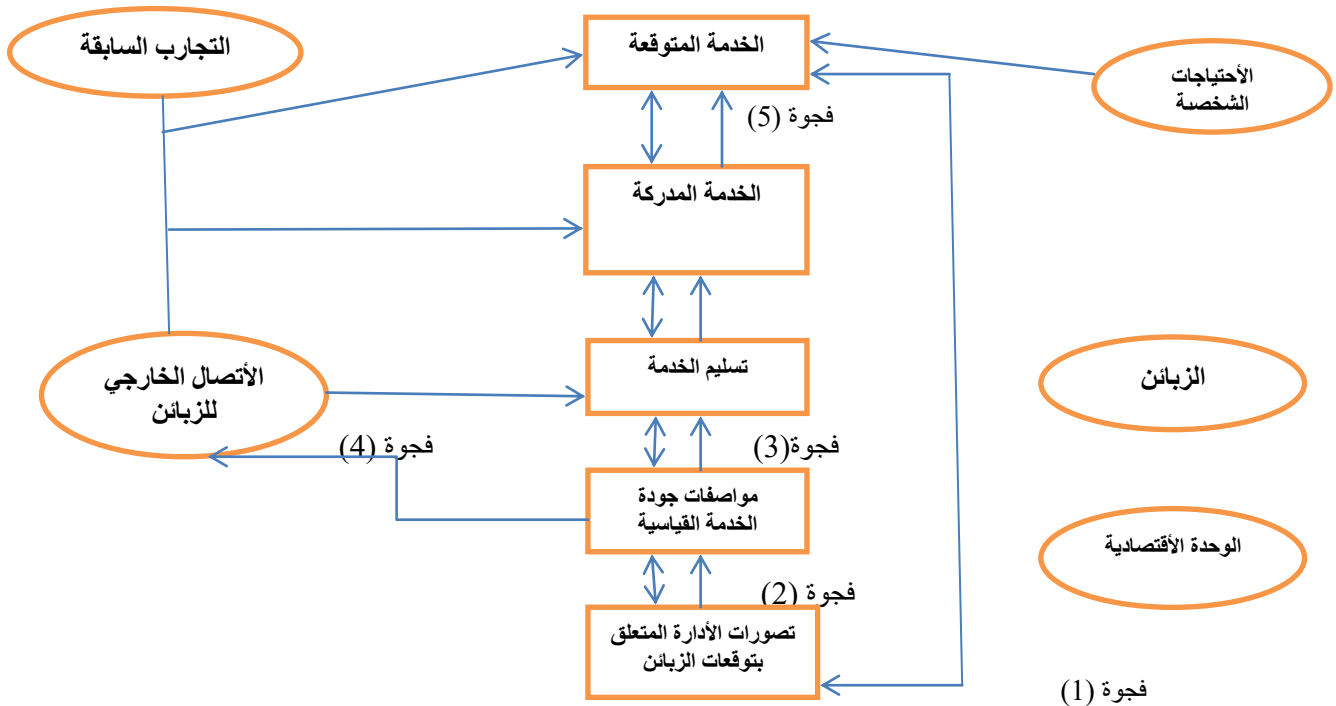 التجارب السابقة
الخدمة المتوقعة
الأحتياجات
الشخصية
فجوة (5)
الخدمة المدركة
تسليم الخدمة
الأتصال الخارجي
للزبائن
الزبائن
فجوة (4)
فجوة(3)
مواصفات جودة
الخدمة القياسية
الوحدة الأقتصادية
فجوة (2)
تصورات الأدارة المتعلق
بتوقعات الزبائن
فجوة (1)